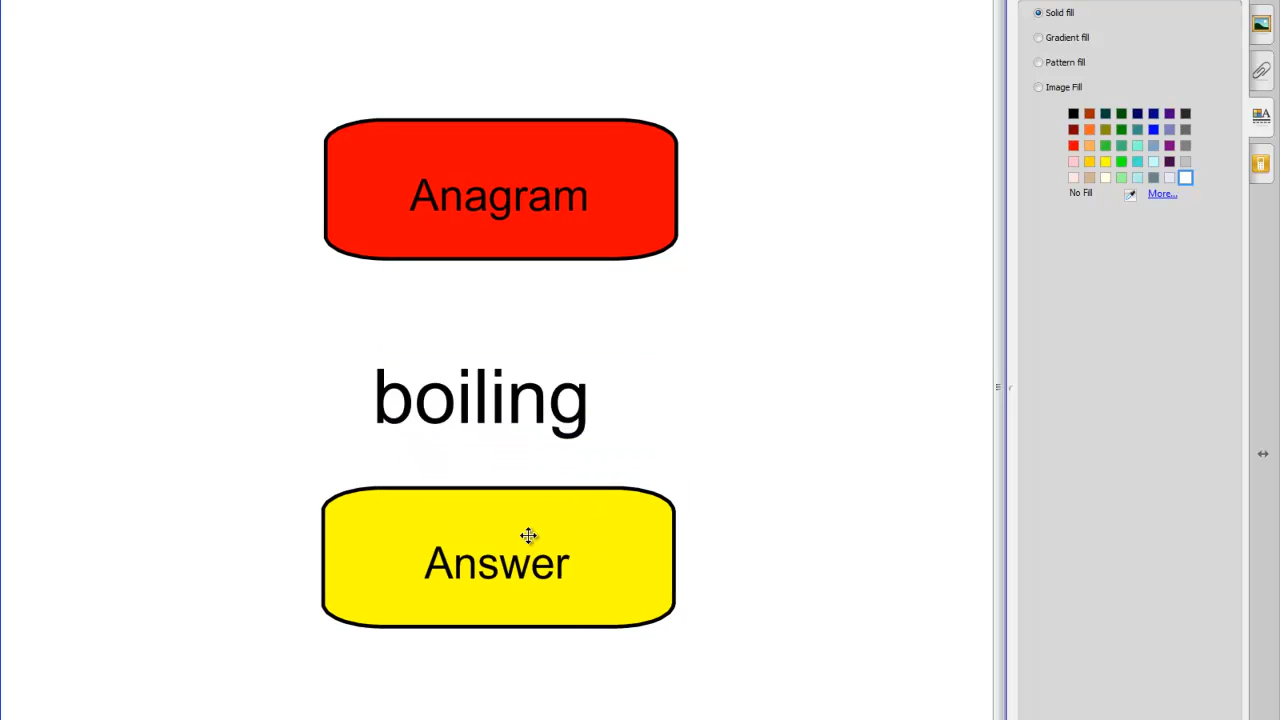 Solid fill
Gradient fill
Pattern fill
Image Fill
No Fill
More...
Anagram
boiling
Answer